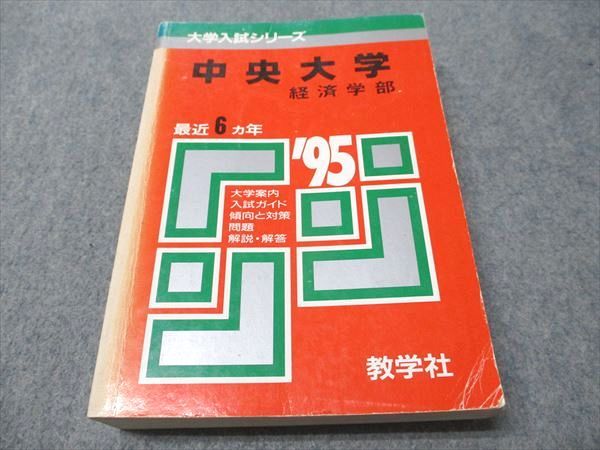 大学入試シリーズ
中央大学
経済学部
最近6ヵ年
'95
大学案内
入試ガイド
傾向と対策
問題
解説・解答
教学社